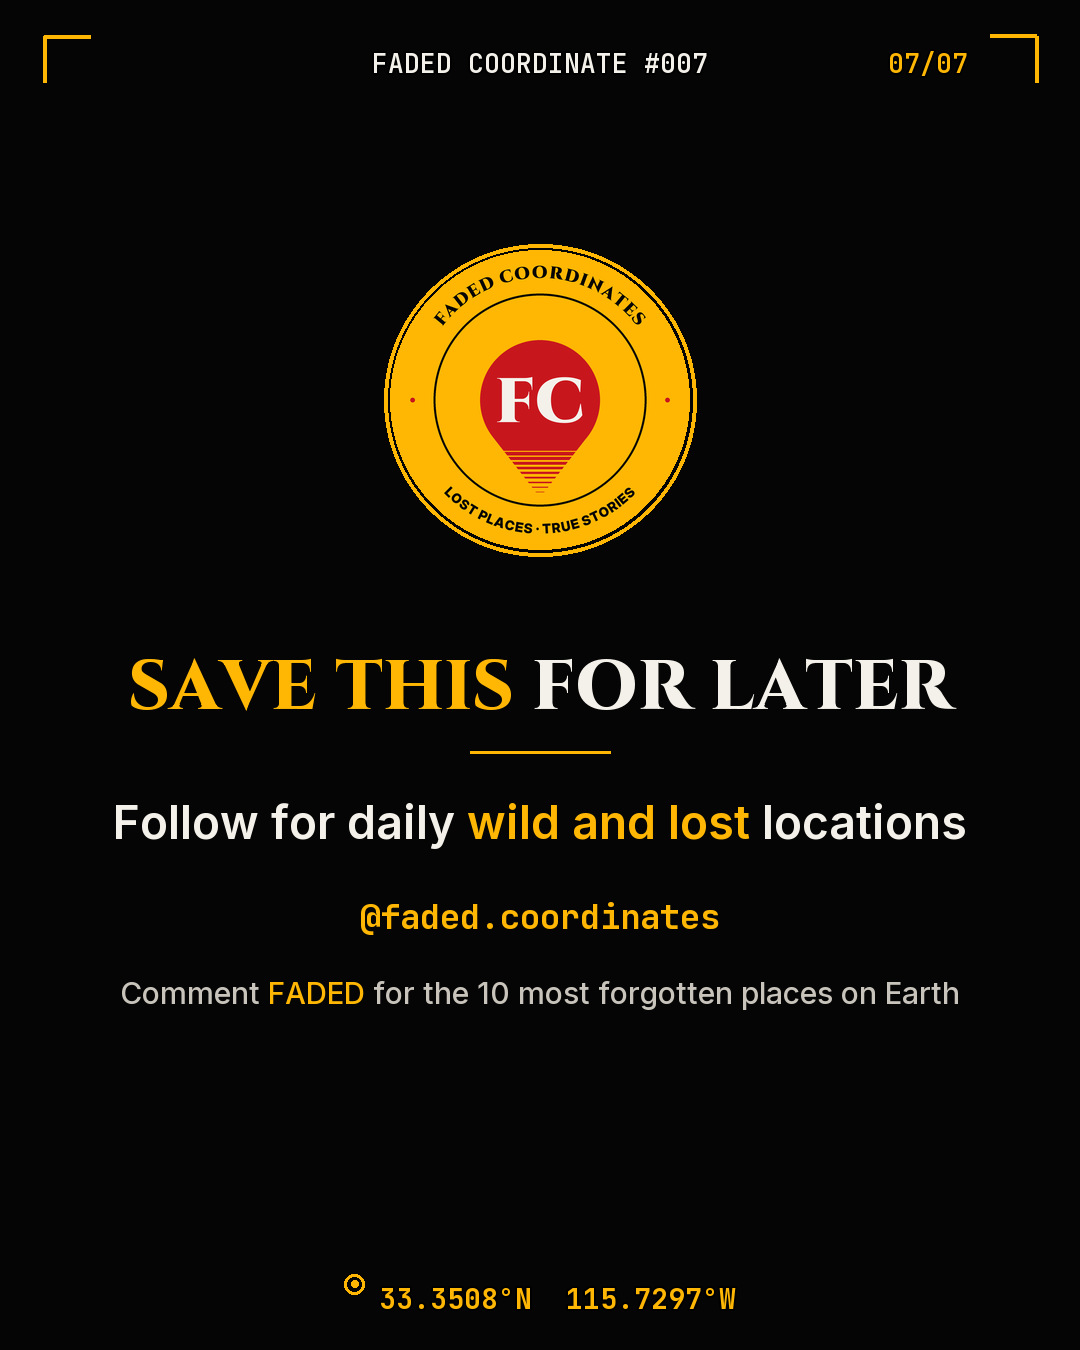 FADED COORDINATE #007
07/07
FADED COORDINATES
FC
LOST PLACES · TRUE STORIES
SAVE THIS FOR LATER
Follow for daily wild and lost locations
@faded.coordinates
Comment FADED for the 10 most forgotten places on Earth
33.3508°N 115.7297°W